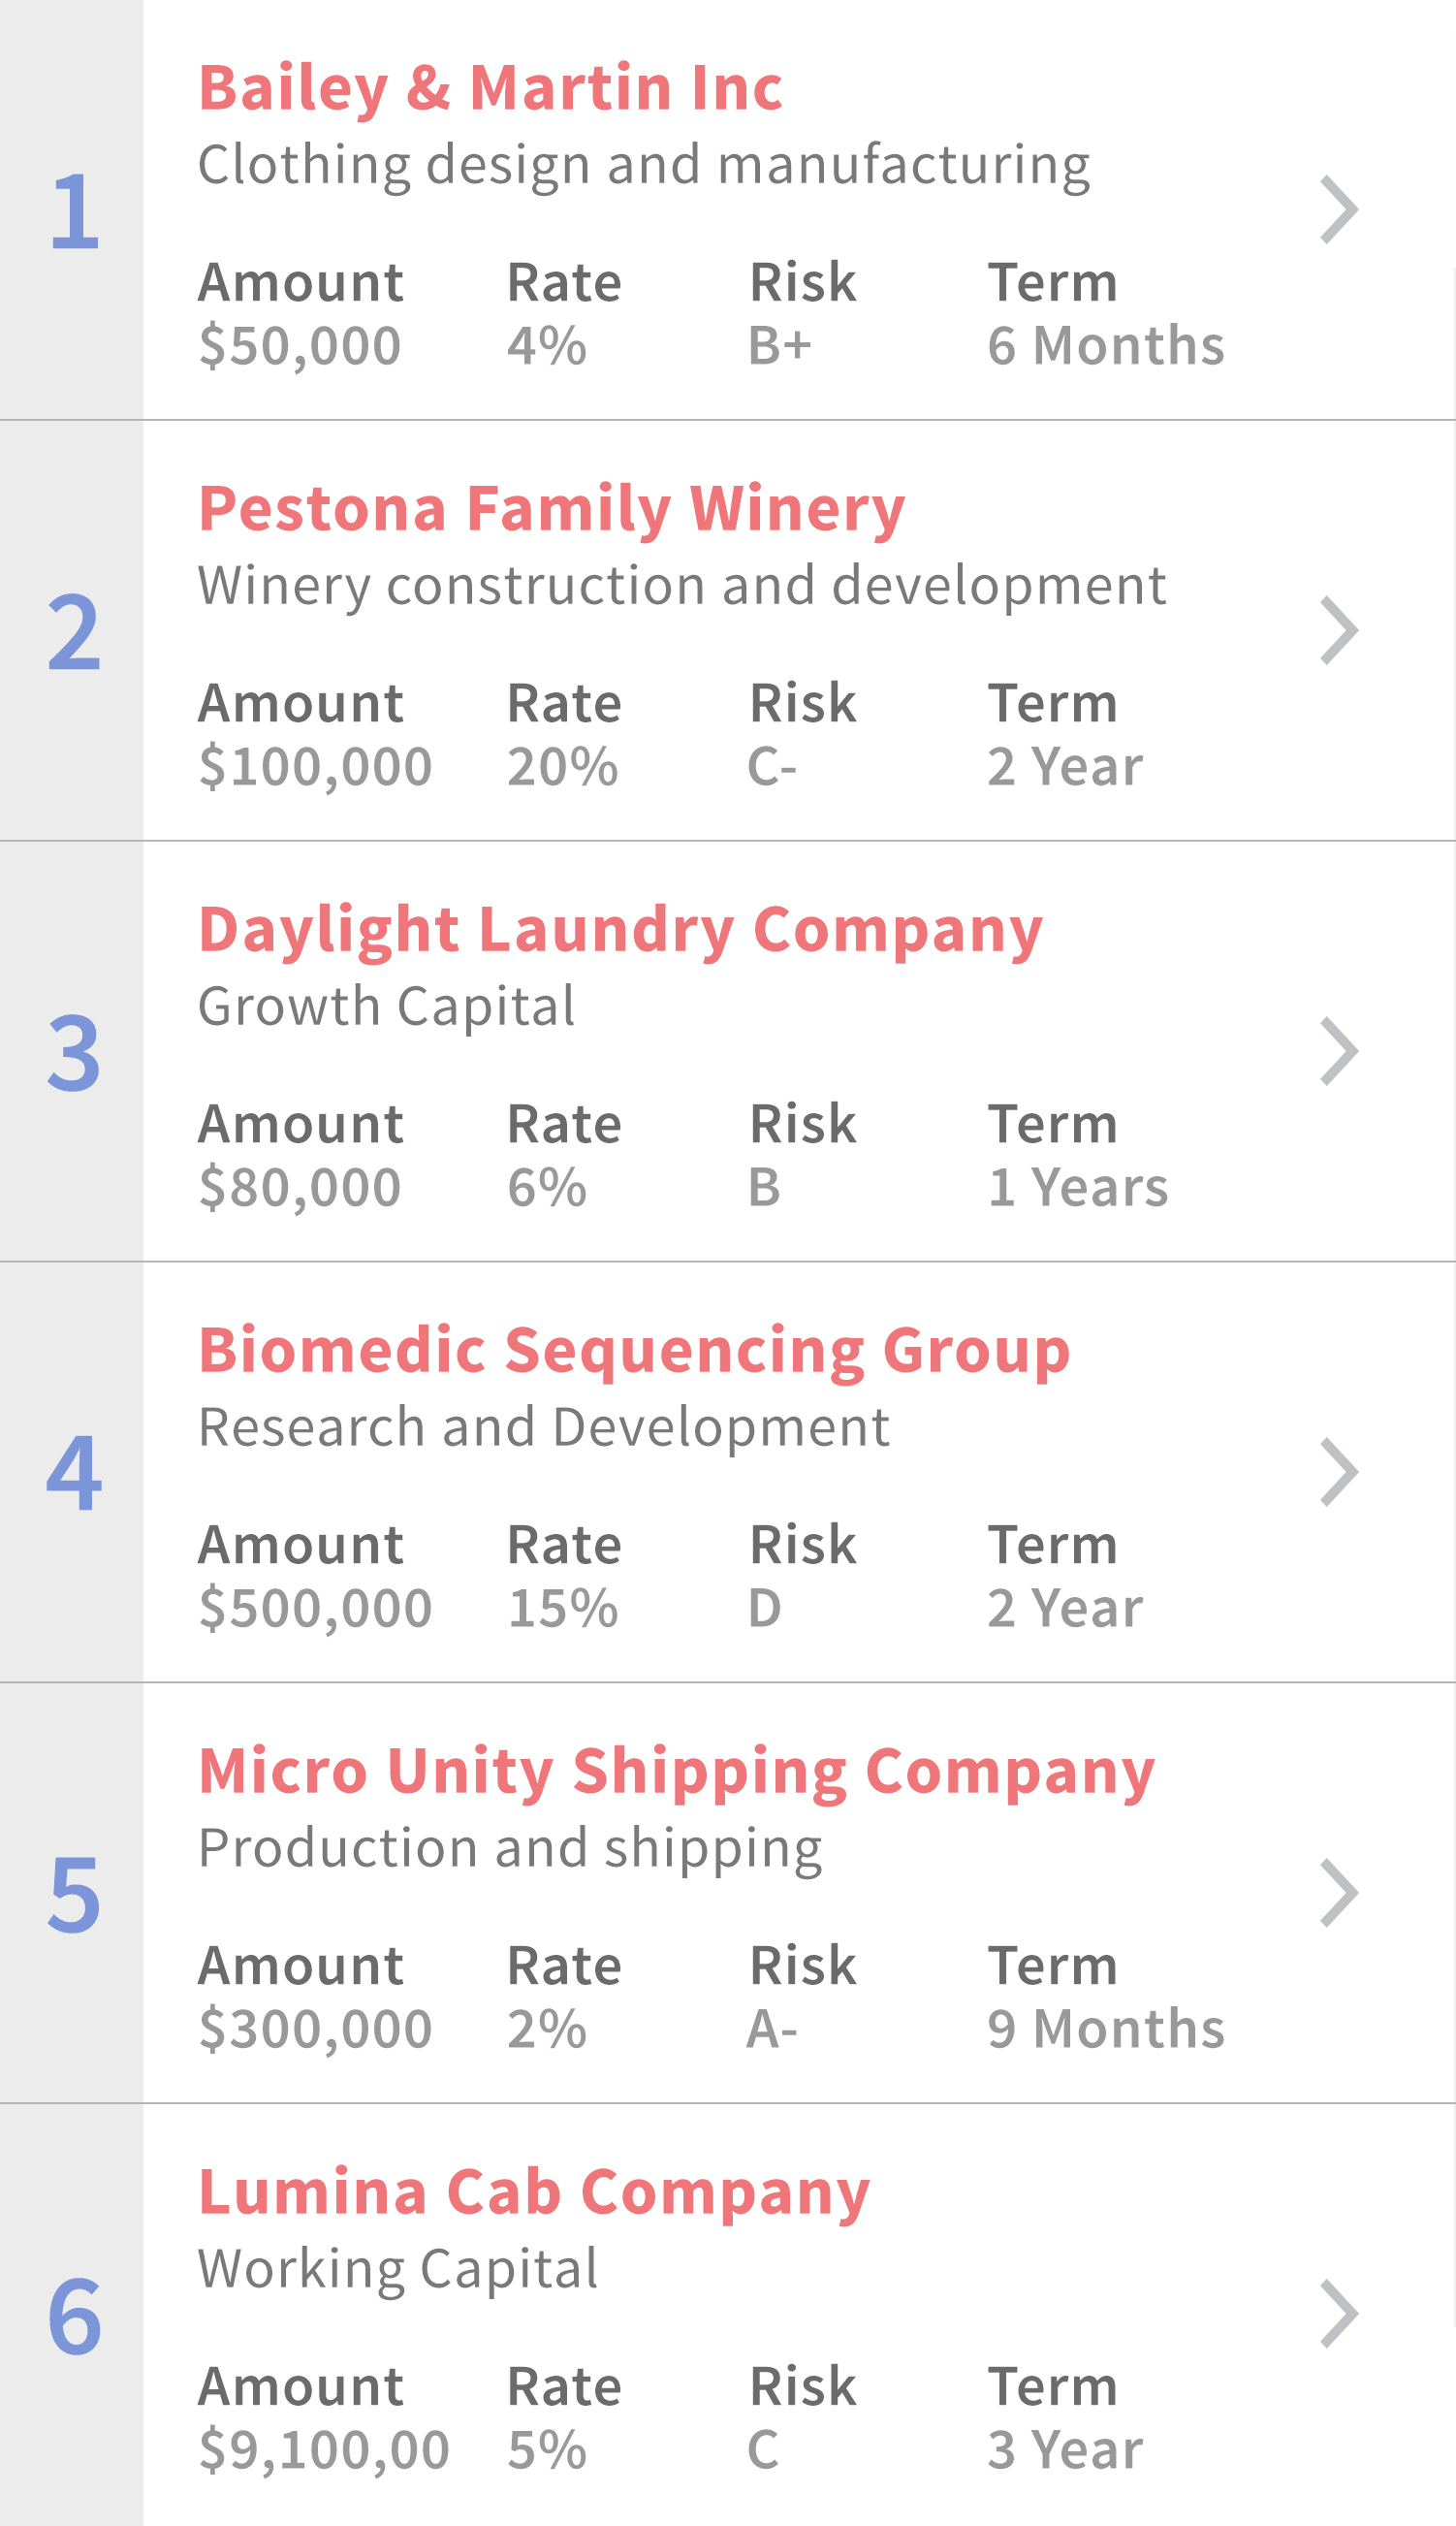 1
Bailey & Martin Inc
Clothing design and manufacturing
Amount Rate Risk Term
$50,000 4% B+ 6 Months
2
Pestona Family Winery
Winery construction and development
Amount Rate Risk Term
$100,000 20% C- 2 Year
3
Daylight Laundry Company
Growth Capital
Amount Rate Risk Term
$80,000 6% B 1 Years
4
Biomedic Sequencing Group
Research and Development
Amount Rate Risk Term
$500,000 15% D 2 Year
5
Micro Unity Shipping Company
Production and shipping
Amount Rate Risk Term
$300,000 2% A- 9 Months
6
Lumina Cab Company
Working Capital
Amount Rate Risk Term
$9,100,00 5% C 3 Year